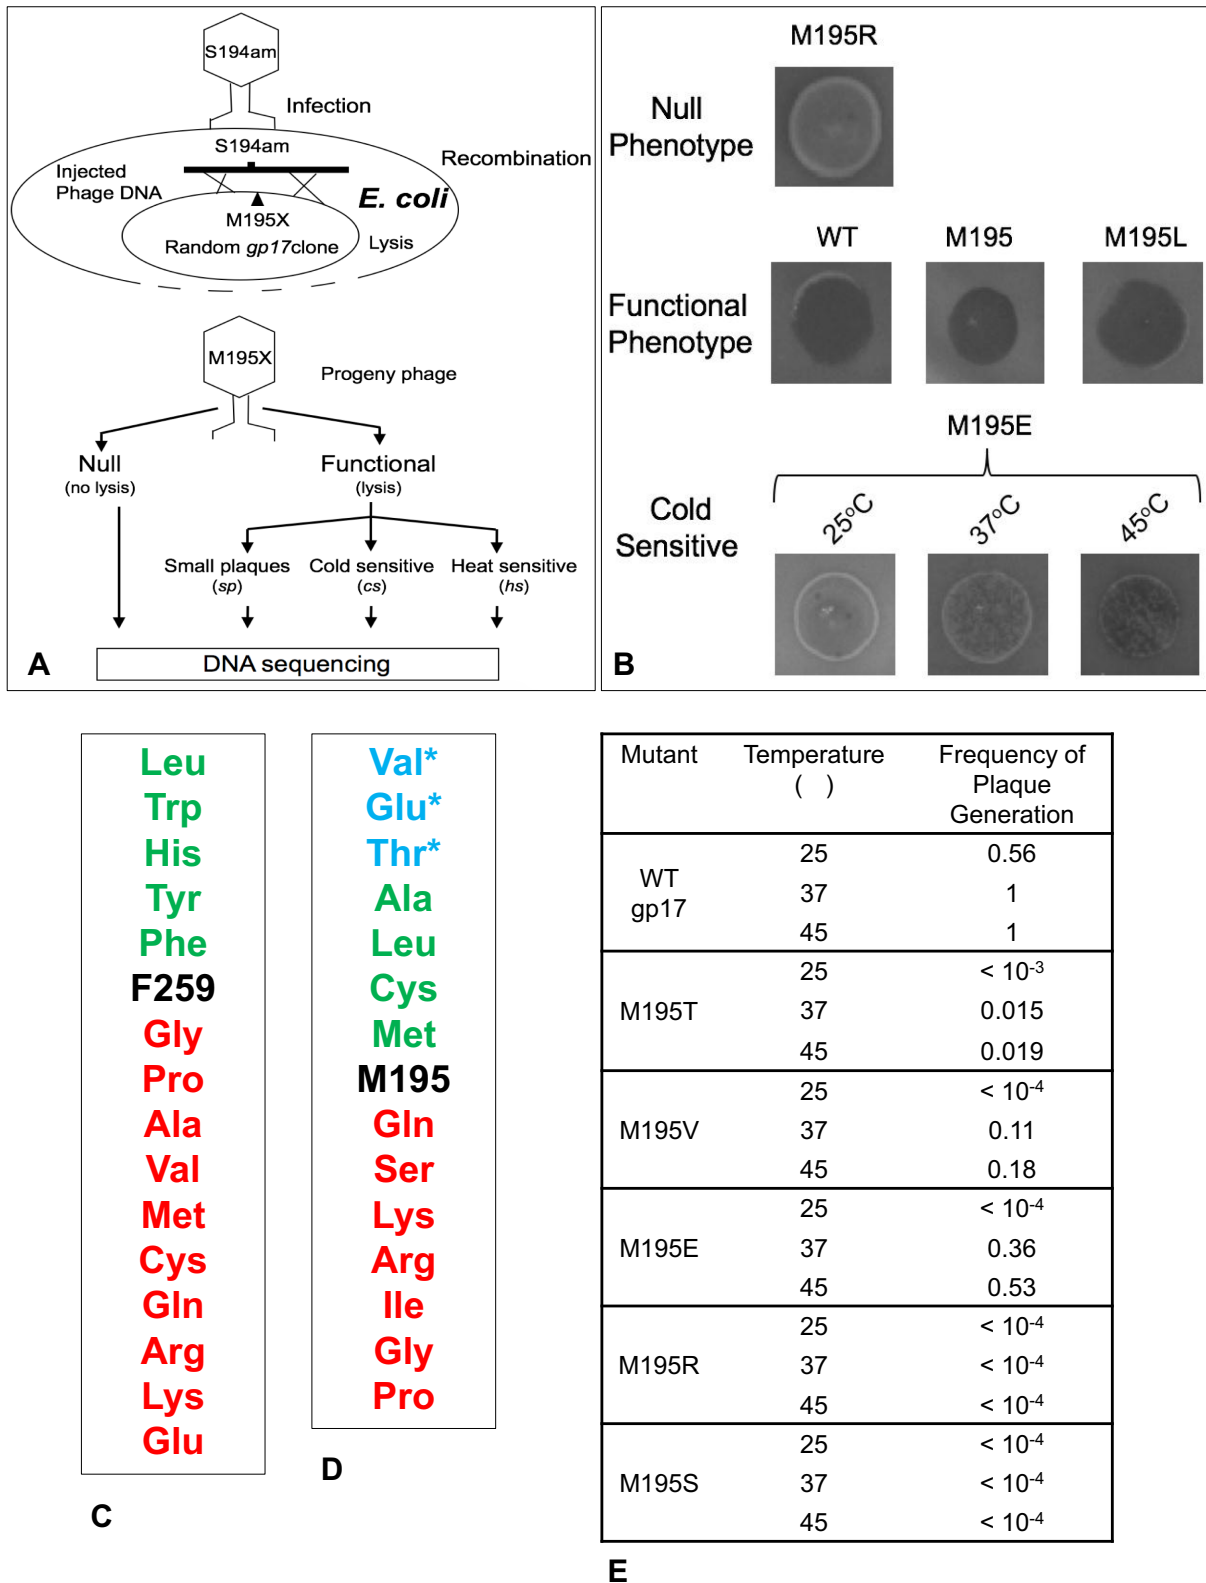 S194am
Infection
S194am
Recombination
Injected
Phage DNA
E. coli
M195X
Random gp17clone
Lysis
M195X
Progeny phage
Null
(no lysis)
Functional
(lysis)
Small plaques
(sp)
Cold sensitive
(cs)
Heat sensitive
(hs)
DNA sequencing
A
M195R
Null
Phenotype
WT
M195
M195L
Functional
Phenotype
M195E
Cold
Sensitive
25°C
37°C
45°C
B
Leu
Trp
His
Tyr
Phe
F259
Gly
Pro
Ala
Val
Met
Cys
Gln
Arg
Lys
Glu
C
Val*
Glu*
Thr*
Ala
Leu
Cys
Met
M195
Gln
Ser
Lys
Arg
Ile
Gly
Pro
D
Mutant
Temperature
( )
Frequency of
Plaque
Generation
WT
gp17
25 0.56
37 1
45 1
M195T
25 < 10⁻³
37 0.015
45 0.019
M195V
25 < 10⁻⁴
37 0.11
45 0.18
M195E
25 < 10⁻⁴
37 0.36
45 0.53
M195R
25 < 10⁻⁴
37 < 10⁻⁴
45 < 10⁻⁴
M195S
25 < 10⁻⁴
37 < 10⁻⁴
45 < 10⁻⁴
E